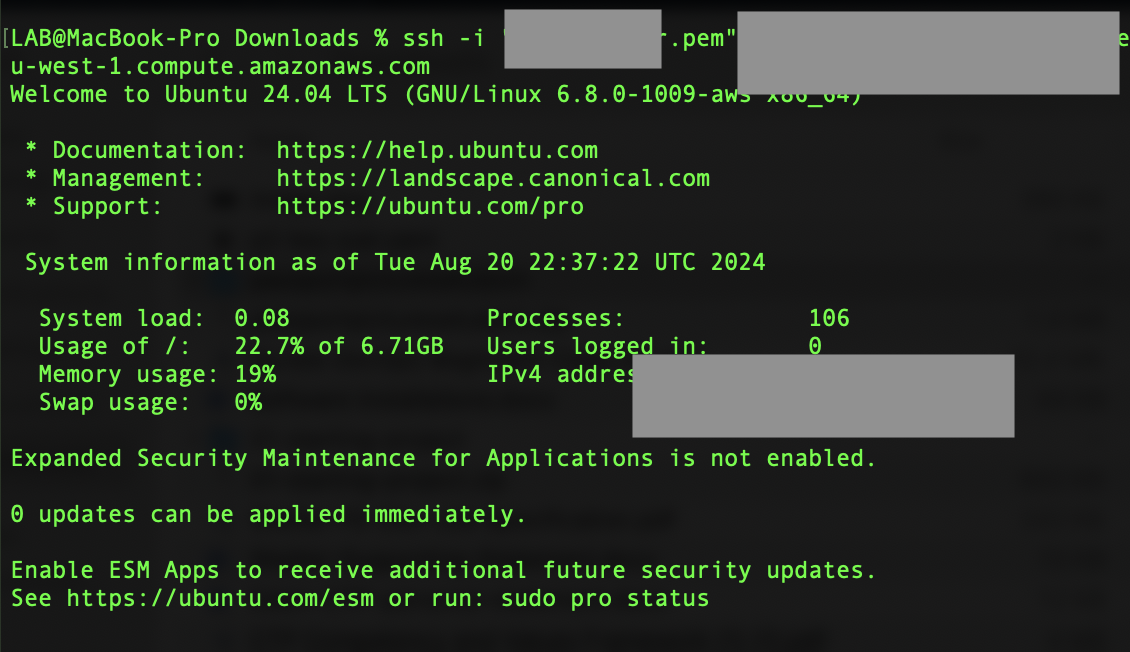 [LAB@MacBook-Pro Downloads % ssh -i " r.pem" e
u-west-1.compute.amazonaws.com
Welcome to Ubuntu 24.04 LTS (GNU/Linux 6.8.0-1009-aws x86_64)
* Documentation: https://help.ubuntu.com
* Management: https://landscape.canonical.com
* Support: https://ubuntu.com/pro
System information as of Tue Aug 20 22:37:22 UTC 2024
System load: 0.08 Processes: 106
Usage of /: 22.7% of 6.71GB Users logged in: 0
Memory usage: 19% IPv4 addres
Swap usage: 0%
Expanded Security Maintenance for Applications is not enabled.
0 updates can be applied immediately.
Enable ESM Apps to receive additional future security updates.
See https://ubuntu.com/esm or run: sudo pro status